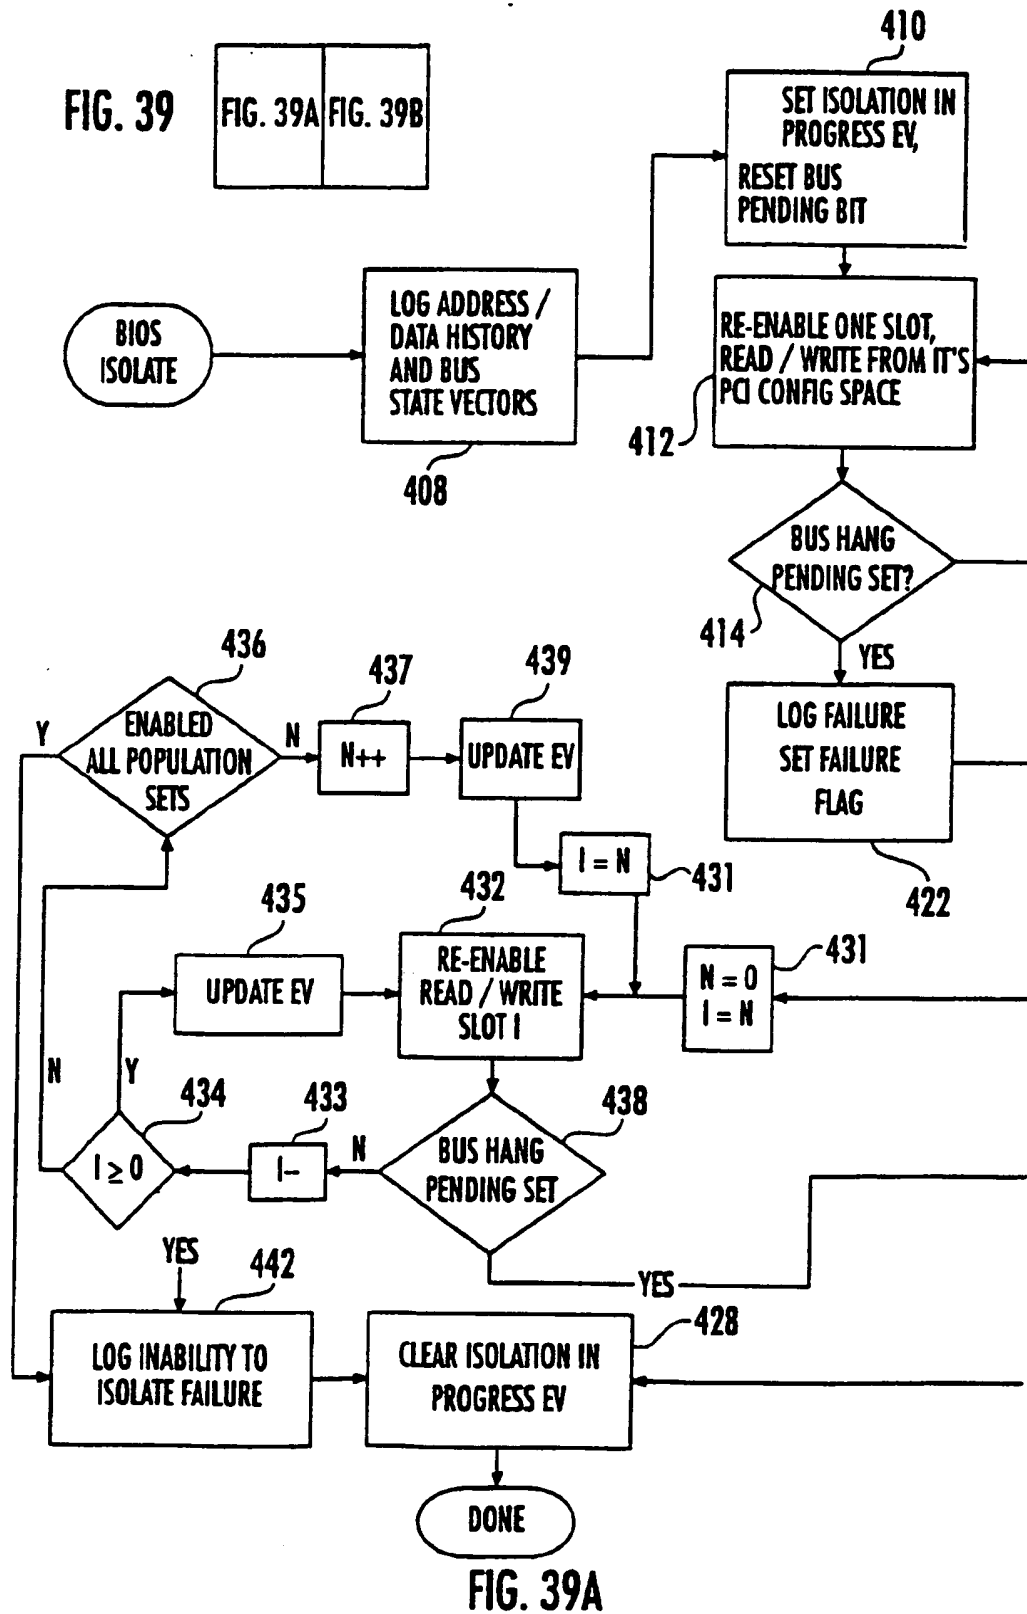 FIG. 39
FIG. 39A
FIG. 39B
410
SET ISOLATION IN
PROGRESS EV,
RESET BUS
PENDING BIT
BIOS
ISOLATE
LOG ADDRESS /
DATA HISTORY
AND BUS
STATE VECTORS
408
RE-ENABLE ONE SLOT,
READ / WRITE FROM IT'S
PCI CONFIG SPACE
412
BUS HANG
PENDING SET?
414
YES
LOG FAILURE
SET FAILURE
FLAG
422
436
Y
ENABLED
ALL POPULATION
SETS
N
437
N++
439
UPDATE EV
I = N
431
435
UPDATE EV
432
RE-ENABLE
READ / WRITE
SLOT I
431
N = 0
I = N
N
Y
434
I ≥ 0
433
I-
N
438
BUS HANG
PENDING SET
YES
YES
442
LOG INABILITY TO
ISOLATE FAILURE
428
CLEAR ISOLATION IN
PROGRESS EV
DONE
FIG. 39A